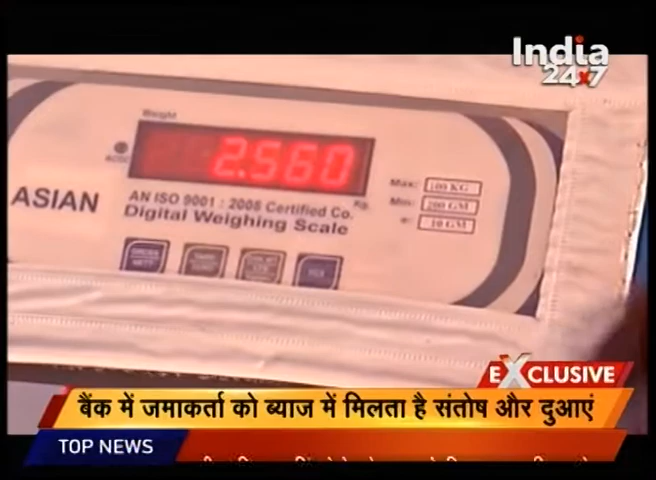 India
24x7
Weight
2.560
Kg.
ASIAN
AN ISO 9001 : 2008 Certified Co.
Digital Weighing Scale
Max: 100 KG
Min: 200 GM
e: 10 GM
EXCLUSIVE
बैंक में जमाकर्ता को ब्याज में मिलता है संतोष और दुआएं
TOP NEWS